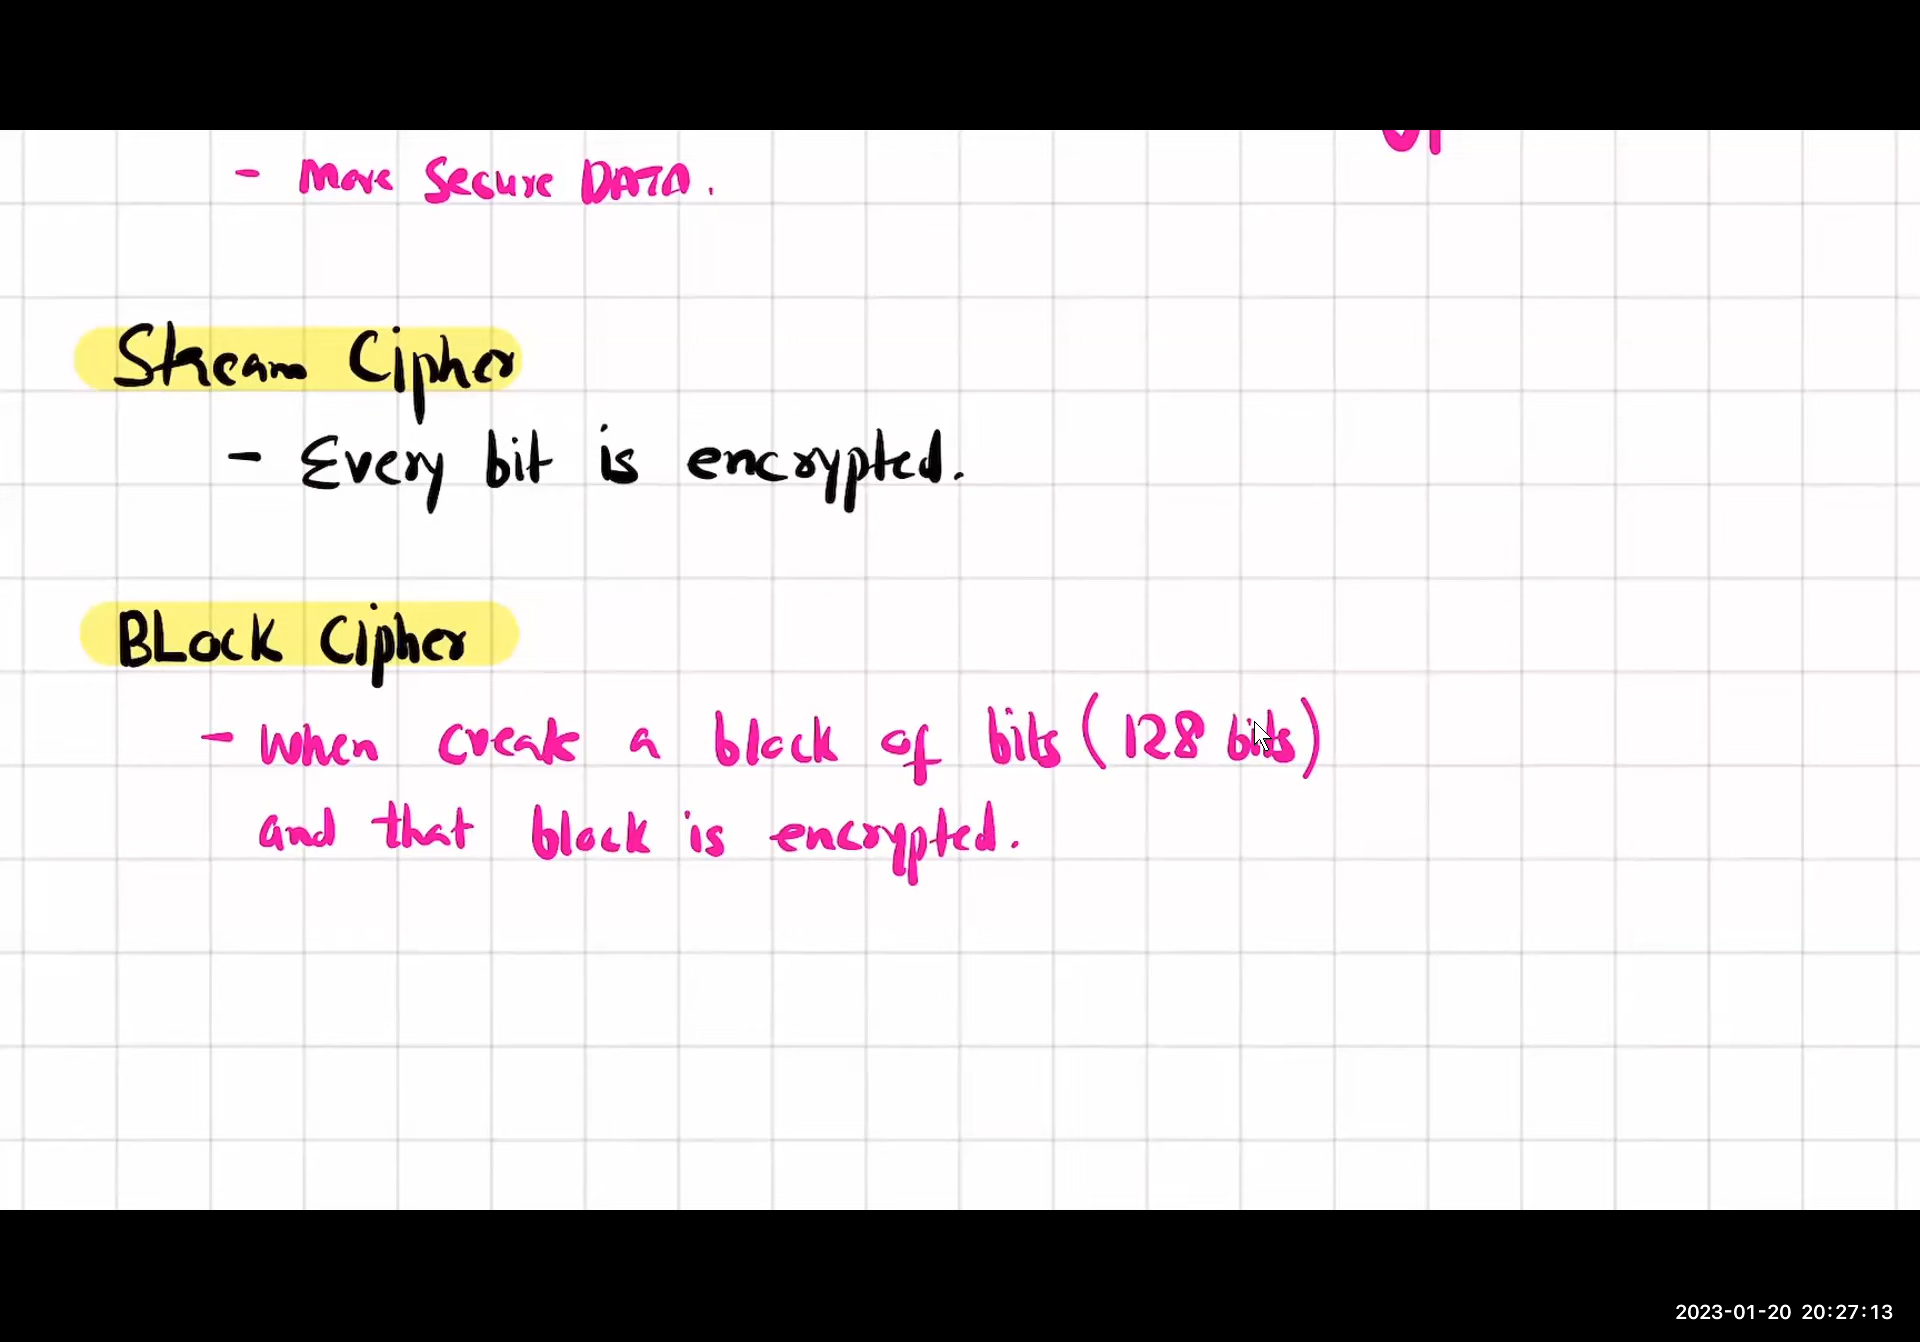 - More Secure DATA.
Stream Cipher
- Every bit is encrypted.
BLock Cipher
- When create a block of bits (128 bits)
and that block is encrypted.
2023-01-20 20:27:13